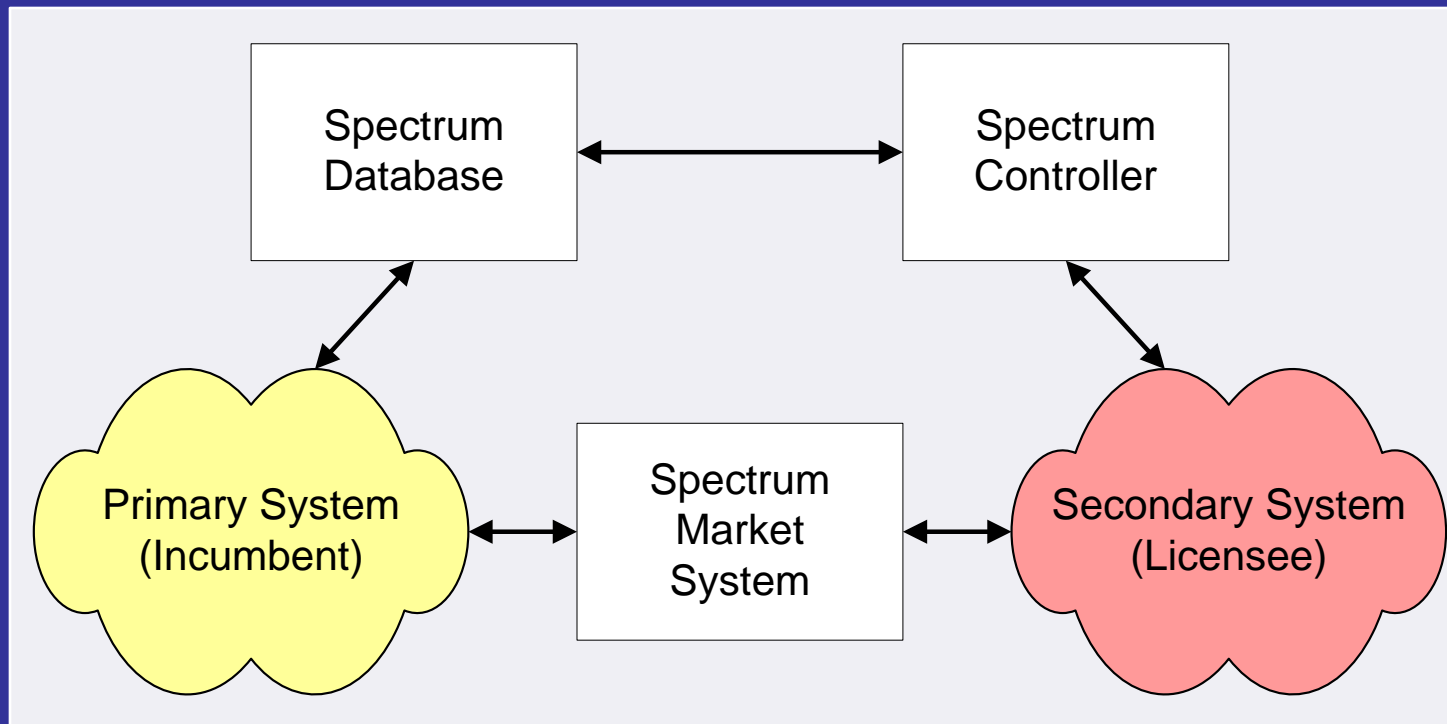 Spectrum
Database
Spectrum
Controller
Primary System
(Incumbent)
Spectrum
Market
System
Secondary System
(Licensee)